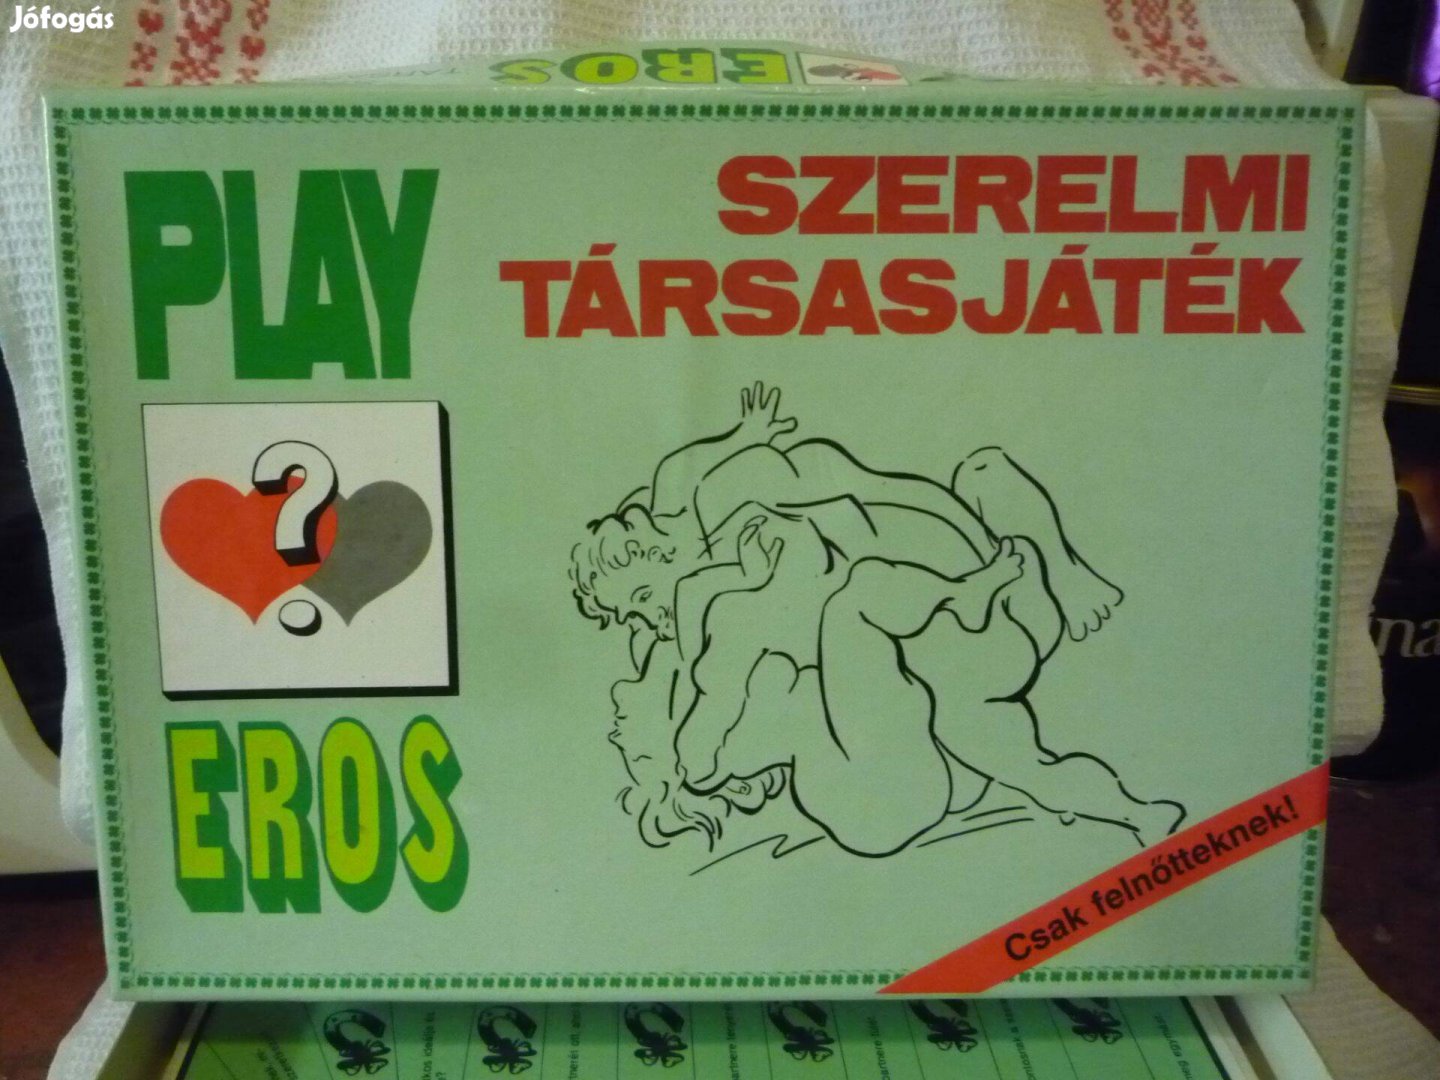 Jófogás
EROS
PLAY
SZERELMI
TÁRSASJÁTÉK
?
EROS
Csak felnőtteknek!